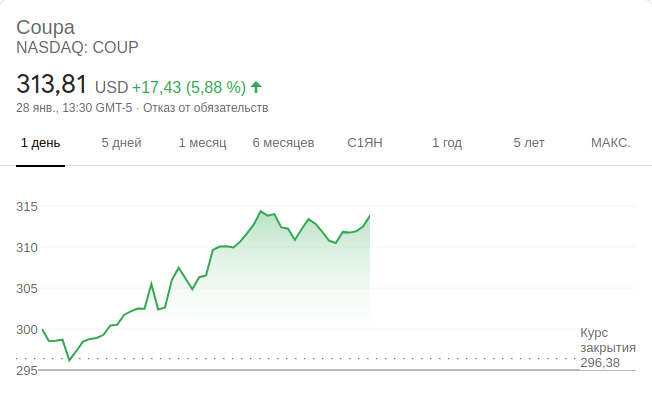 Coupa
NASDAQ: COUP
313,81 USD +17,43 (5,88 %)
28 янв., 13:30 GMT-5 · Отказ от обязательств
1 день 5 дней 1 месяц 6 месяцев С1ЯН 1 год 5 лет МАКС.
315
310
305
300
Курс
закрытия
296,38
295